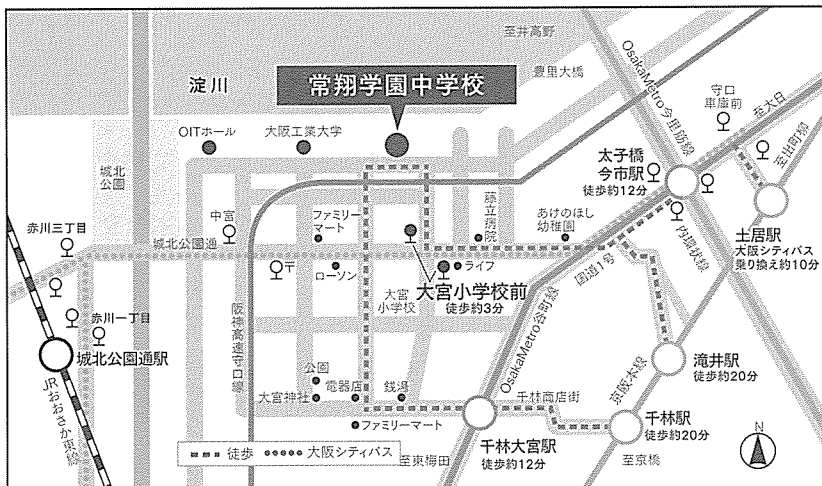 至井高野
淀川
豊里大橋
常翔学園中学校
OsakaMetro今里筋線
守口
車庫前
至大日
至出町柳
OITホール
大阪工業大学
太子橋
今市駅
徒歩約12分
城北
公園
中宮
ファミリー
マート
藤立病院
あけのほし
幼稚園
赤川三丁目
城北公園通
土居駅
大阪シティバス
乗り換え約10分
内環状線
国道1号
〒
ローソン
大宮
小学校
ライフ
大宮小学校前
徒歩約3分
赤川一丁目
阪神高速守口線
OsakaMetro谷町線
城北公園通駅
JRおおさか東線
滝井駅
徒歩約20分
京阪本線
公園
電器店
銭湯
大宮神社
千林商店街
ファミリーマート
千林駅
徒歩約20分
千林大宮駅
徒歩約12分
至東梅田
至京橋
徒歩
大阪シティバス
N